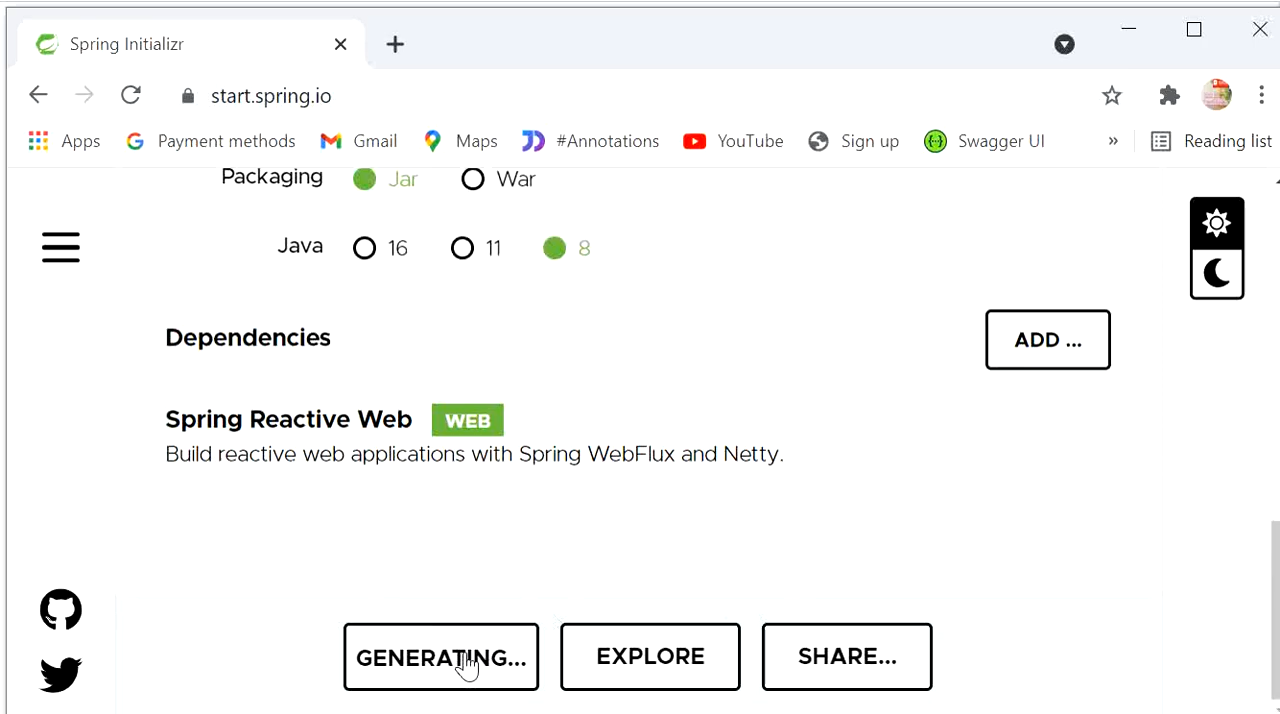 Spring Initializr
start.spring.io
Apps Payment methods Gmail Maps #Annotations YouTube Sign up Swagger UI » Reading list
Packaging Jar War
Java 16 11 8
Dependencies
ADD ...
Spring Reactive Web WEB
Build reactive web applications with Spring WebFlux and Netty.
GENERATING... EXPLORE SHARE...